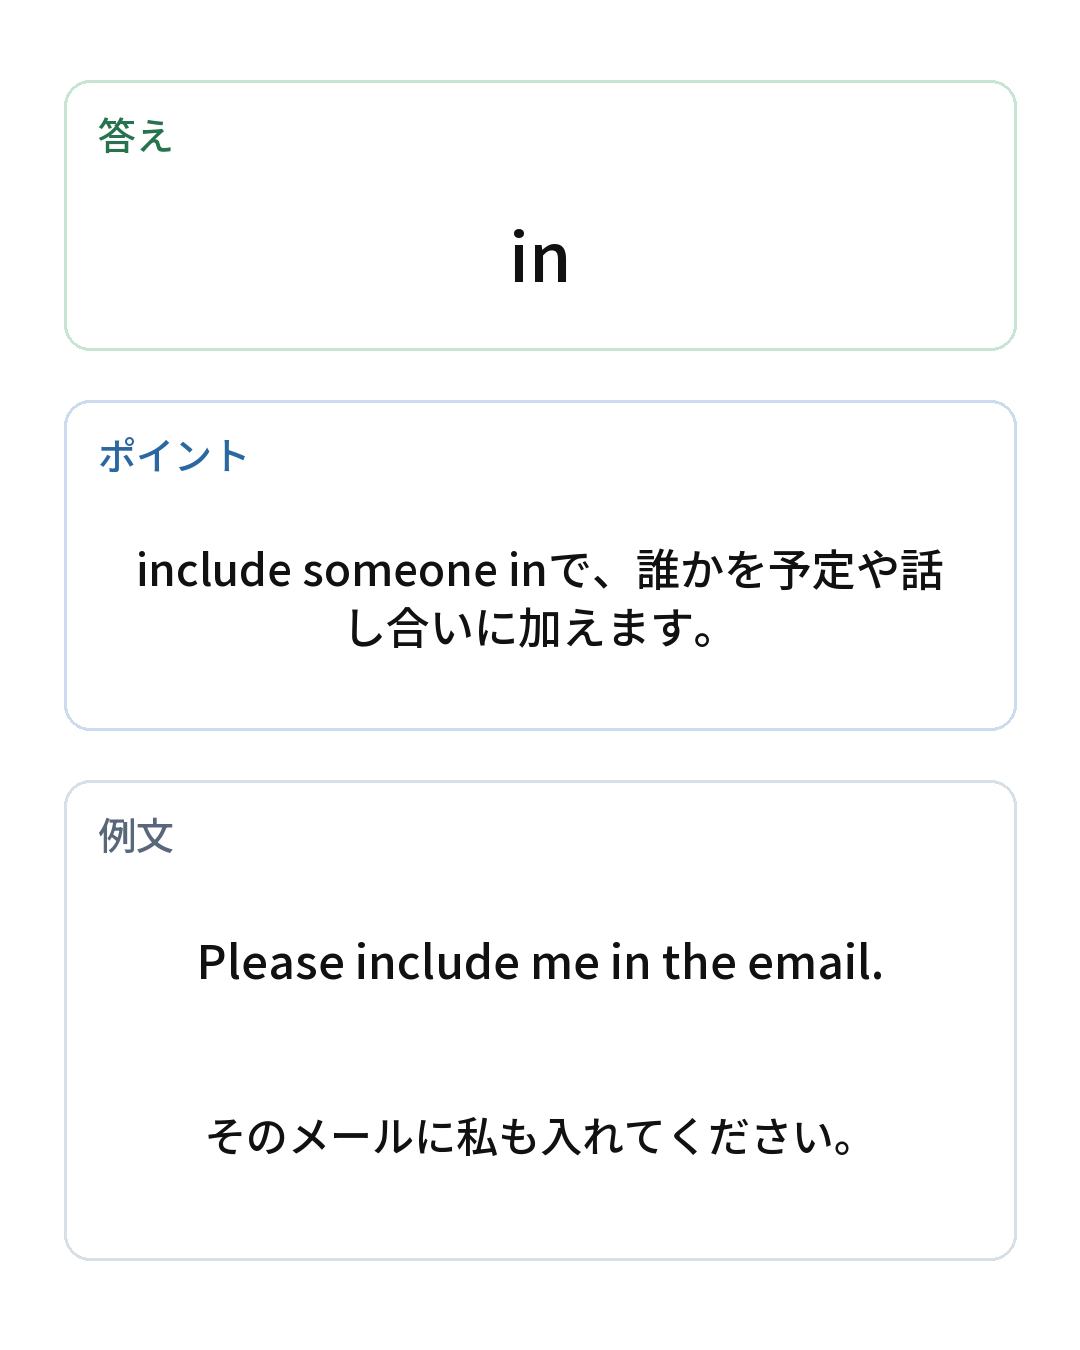 答え
in
ポイント
include someone inで、誰かを予定や話
し合いに加えます。
例文
Please include me in the email.
そのメールに私も入れてください。